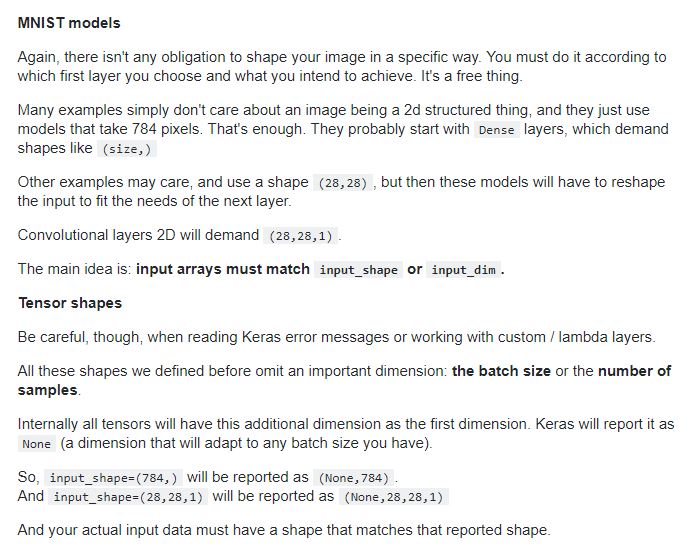 MNIST models
Again, there isn't any obligation to shape your image in a specific way. You must do it according to
which first layer you choose and what you intend to achieve. It's a free thing.
Many examples simply don't care about an image being a 2d structured thing, and they just use
models that take 784 pixels. That's enough. They probably start with Dense layers, which demand
shapes like (size,)
Other examples may care, and use a shape (28,28) , but then these models will have to reshape
the input to fit the needs of the next layer.
Convolutional layers 2D will demand (28,28,1) .
The main idea is: input arrays must match input_shape or input_dim .
Tensor shapes
Be careful, though, when reading Keras error messages or working with custom / lambda layers.
All these shapes we defined before omit an important dimension: the batch size or the number of
samples.
Internally all tensors will have this additional dimension as the first dimension. Keras will report it as
None (a dimension that will adapt to any batch size you have).
So, input_shape=(784,) will be reported as (None,784) .
And input_shape=(28,28,1) will be reported as (None,28,28,1)
And your actual input data must have a shape that matches that reported shape.